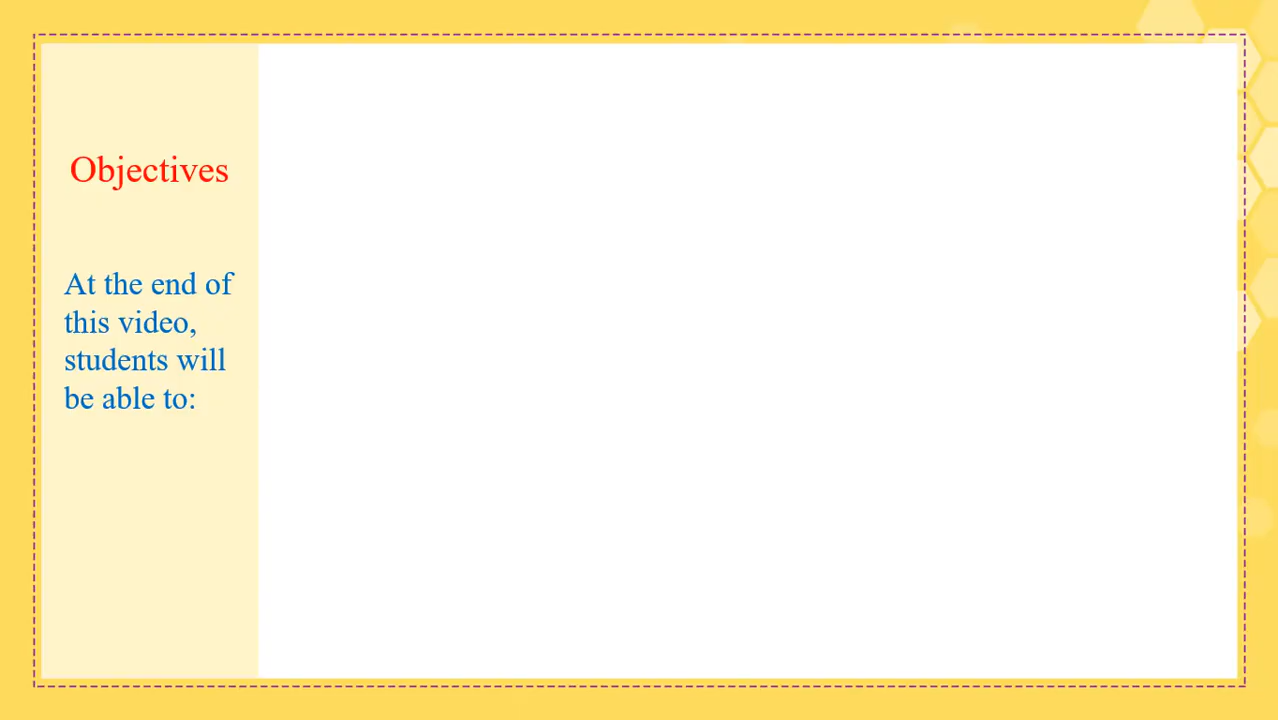 Objectives
At the end of
this video,
students will
be able to: